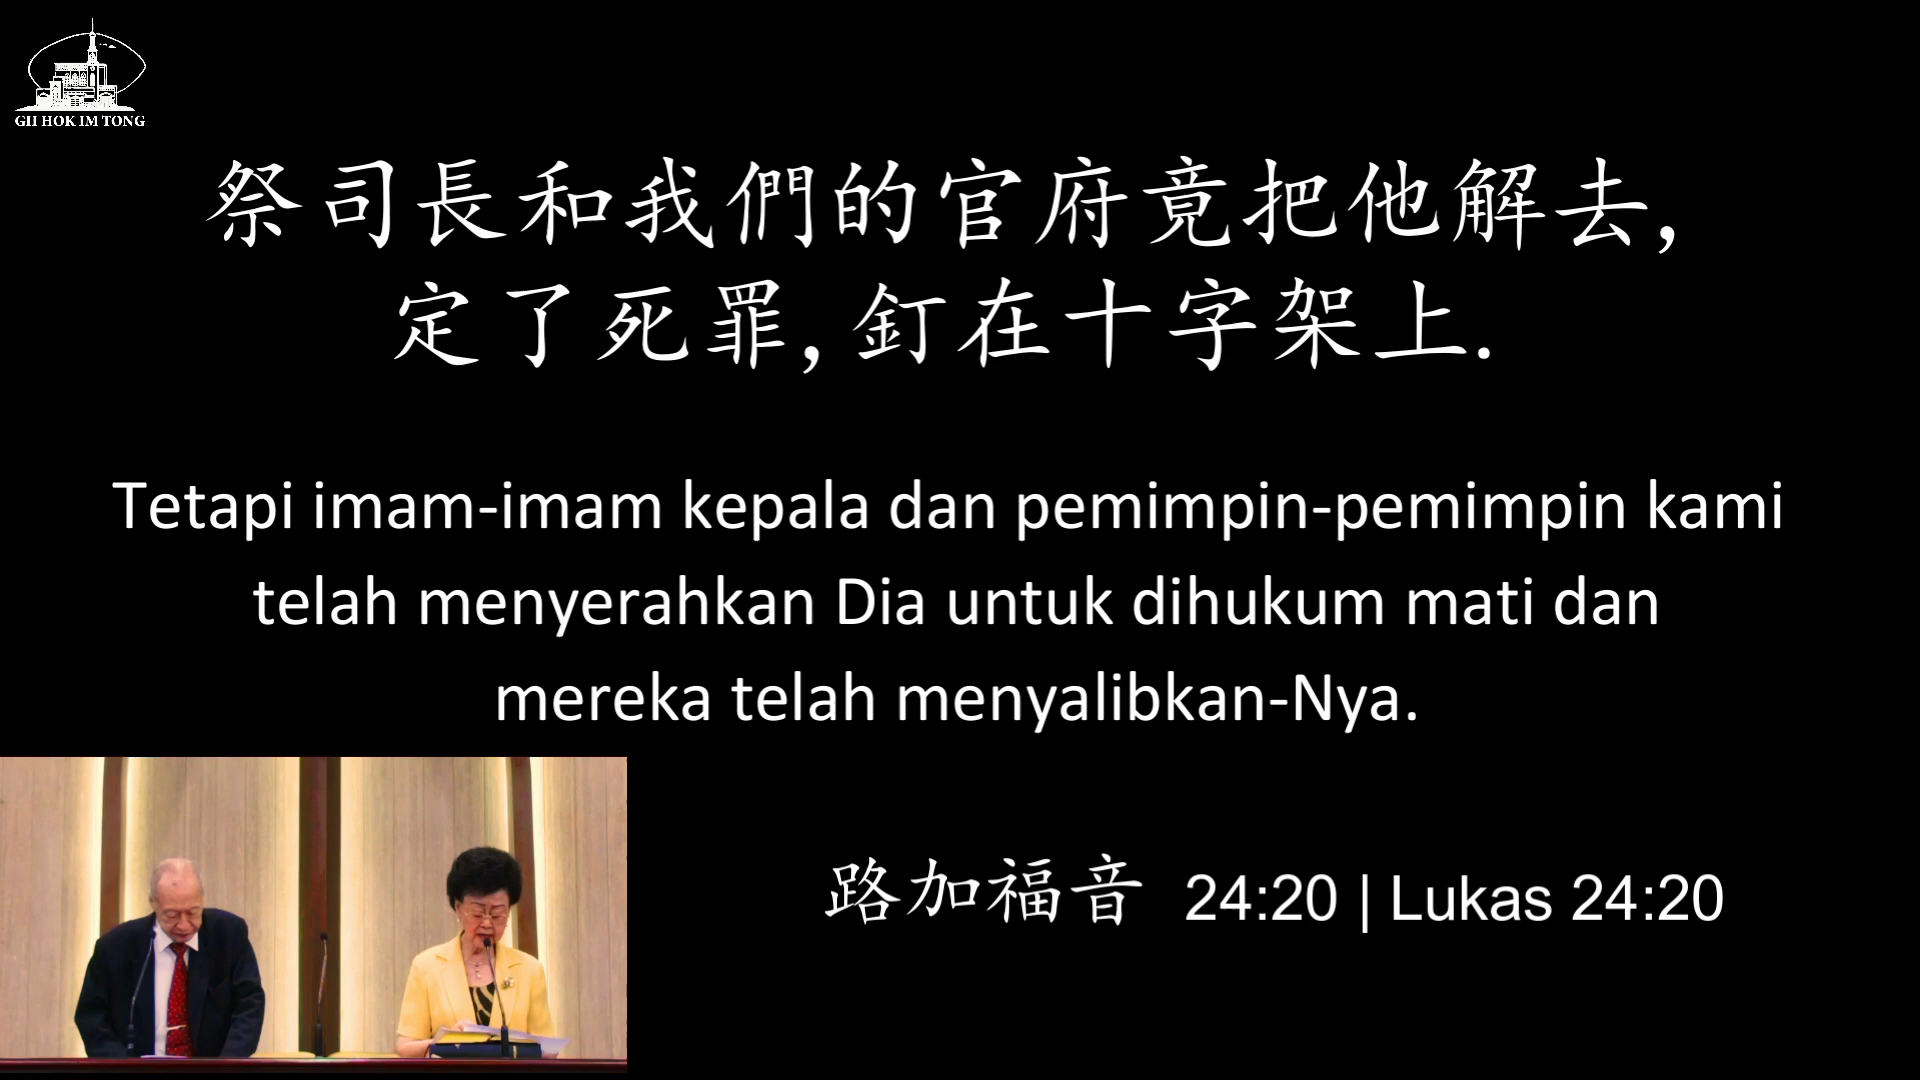 GII HOK IM TONG
祭司長和我們的官府竟把他解去,
定了死罪, 釘在十字架上.
Tetapi imam-imam kepala dan pemimpin-pemimpin kami
telah menyerahkan Dia untuk dihukum mati dan
mereka telah menyalibkan-Nya.
路加福音 24:20 | Lukas 24:20